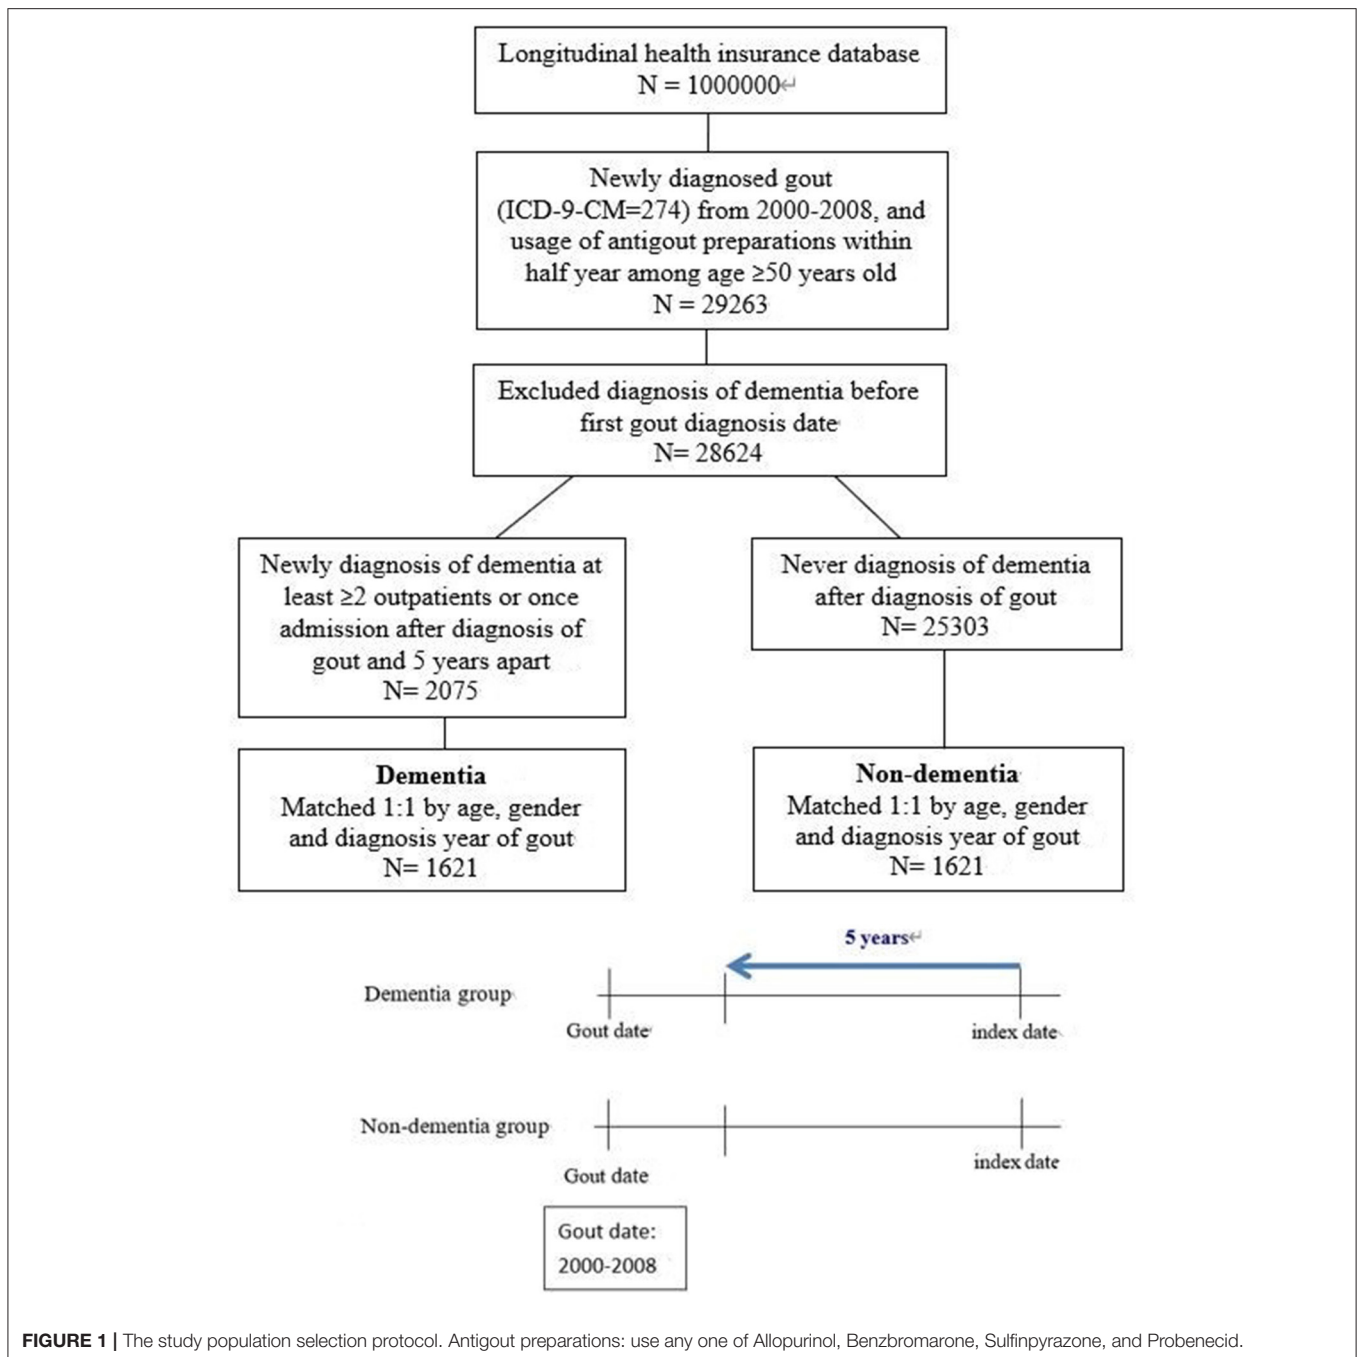 Longitudinal health insurance database
N = 1000000↵
Newly diagnosed gout
(ICD-9-CM=274) from 2000-2008, and
usage of antigout preparations within
half year among age ≥50 years old
N = 29263
Excluded diagnosis of dementia before
first gout diagnosis date
N= 28624
Newly diagnosis of dementia at
least ≥2 outpatients or once
admission after diagnosis of
gout and 5 years apart
N= 2075
Never diagnosis of dementia
after diagnosis of gout
N= 25303
Dementia
Matched 1:1 by age, gender
and diagnosis year of gout
N= 1621
Non-dementia
Matched 1:1 by age, gender
and diagnosis year of gout
N= 1621
5 years↵
Dementia group
Gout date
index date
Non-dementia group
Gout date
index date
Gout date:
2000-2008
FIGURE 1 | The study population selection protocol. Antigout preparations: use any one of Allopurinol, Benzbromarone, Sulfinpyrazone, and Probenecid.